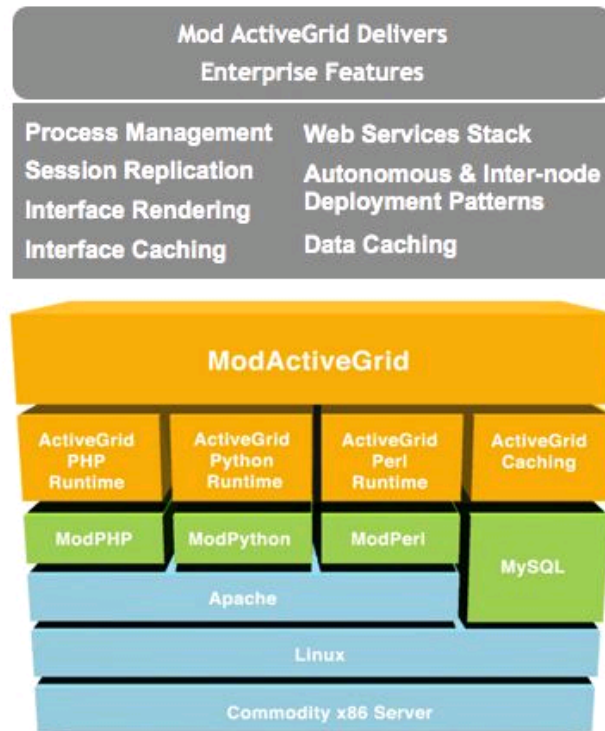 Mod ActiveGrid Delivers
Enterprise Features
Process Management
Session Replication
Interface Rendering
Interface Caching
Web Services Stack
Autonomous & Inter-node
Deployment Patterns
Data Caching
ModActiveGrid
ActiveGrid
PHP
Runtime
ActiveGrid
Python
Runtime
ActiveGrid
Perl
Runtime
ActiveGrid
Caching
ModPHP
ModPython
ModPerl
MySQL
Apache
Linux
Commodity x86 Server